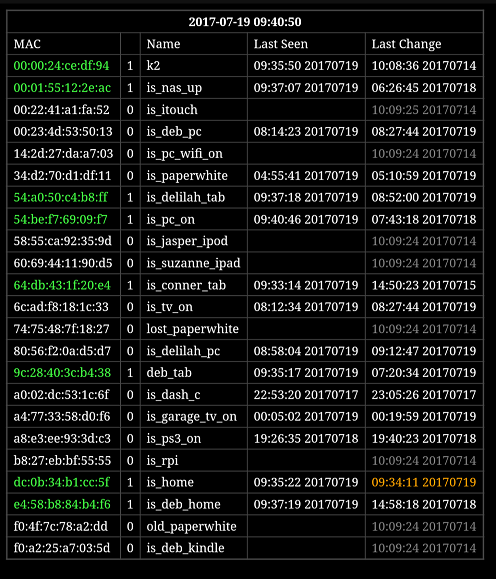 2017-07-19 09:40:50
MAC Name Last Seen Last Change
00:00:24:ce:df:94 1 k2 09:35:50 20170719 10:08:36 20170714
00:01:55:12:2e:ac 1 is_nas_up 09:37:07 20170719 06:26:45 20170718
00:22:41:a1:fa:52 0 is_itouch 10:09:25 20170714
00:23:4d:53:50:13 0 is_deb_pc 08:14:23 20170719 08:27:44 20170719
14:2d:27:da:a7:03 0 is_pc_wifi_on 10:09:24 20170714
34:d2:70:d1:df:11 0 is_paperwhite 04:55:41 20170719 05:10:59 20170719
54:a0:50:c4:b8:ff 1 is_delilah_tab 09:37:18 20170719 08:52:00 20170719
54:be:f7:69:09:f7 1 is_pc_on 09:40:46 20170719 07:43:18 20170718
58:55:ca:92:35:9d 0 is_jasper_ipod 10:09:24 20170714
60:69:44:11:90:d5 0 is_suzanne_ipad 10:09:24 20170714
64:db:43:1f:20:e4 1 is_conner_tab 09:33:14 20170719 14:50:23 20170715
6c:ad:f8:18:1c:33 0 is_tv_on 08:12:34 20170719 08:27:44 20170719
74:75:48:7f:18:27 0 lost_paperwhite 10:09:24 20170714
80:56:f2:0a:d5:d7 0 is_delilah_pc 08:58:04 20170719 09:12:47 20170719
9c:28:40:3c:b4:38 1 deb_tab 09:35:17 20170719 07:20:34 20170719
a0:02:dc:53:1c:6f 0 is_dash_c 22:53:20 20170717 23:05:26 20170717
a4:77:33:58:d0:f6 0 is_garage_tv_on 00:05:02 20170719 00:19:59 20170719
a8:e3:ee:93:3d:c3 0 is_ps3_on 19:26:35 20170718 19:40:23 20170718
b8:27:eb:bf:55:55 0 is_rpi 10:09:24 20170714
dc:0b:34:b1:cc:5f 1 is_home 09:35:22 20170719 09:34:11 20170719
e4:58:b8:84:b4:f6 1 is_deb_home 09:37:19 20170719 14:58:18 20170718
f0:4f:7c:78:a2:dd 0 old_paperwhite 10:09:24 20170714
f0:a2:25:a7:03:5d 0 is_deb_kindle 10:09:24 20170714